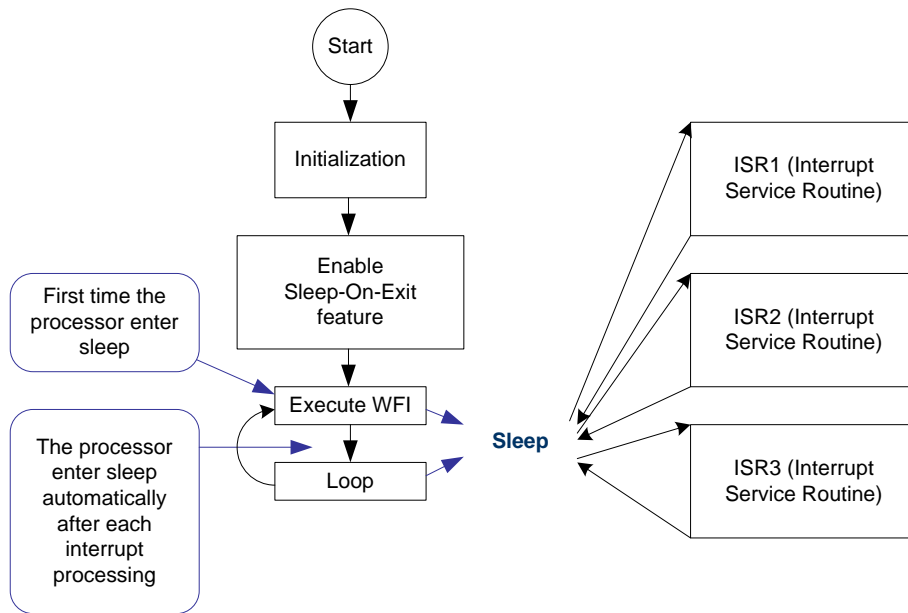 Start
Initialization
Enable
Sleep-On-Exit
feature
First time the
processor enter
sleep
Execute WFI
The processor
enter sleep
automatically
after each
interrupt
processing
Loop
Sleep
ISR1 (Interrupt
Service Routine)
ISR2 (Interrupt
Service Routine)
ISR3 (Interrupt
Service Routine)